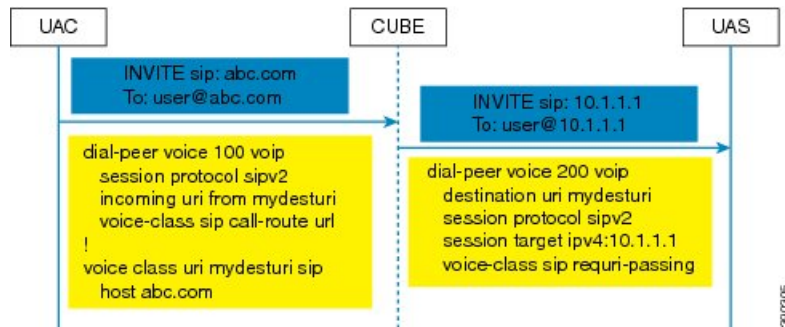 UAC
CUBE
UAS
INVITE sip: abc.com
To: user@abc.com
INVITE sip: 10.1.1.1
To: user@10.1.1.1
dial-peer voice 100 voip
session protocol sipv2
incoming uri from mydesturi
voice-class sip call-route url
!
voice class uri mydesturi sip
host abc.com
dial-peer voice 200 voip
destination uri mydesturi
session protocol sipv2
session target ipv4:10.1.1.1
voice-class sip requri-passing